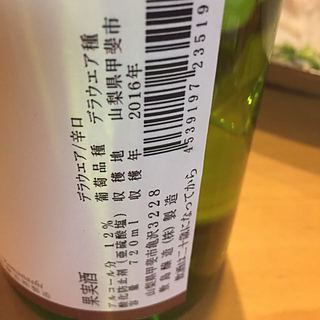 デラウエア/辛口
葡萄品種 デラウエア種
収穫地 山梨県甲斐市
収穫年 2016年
4539197 23519
果実酒
アルコール分 12%
酸化防止剤(亜硫酸塩)
容量 720ml
山梨県甲斐市亀沢3228
敷島醸造(株)製造
飲酒は二十歳になってから